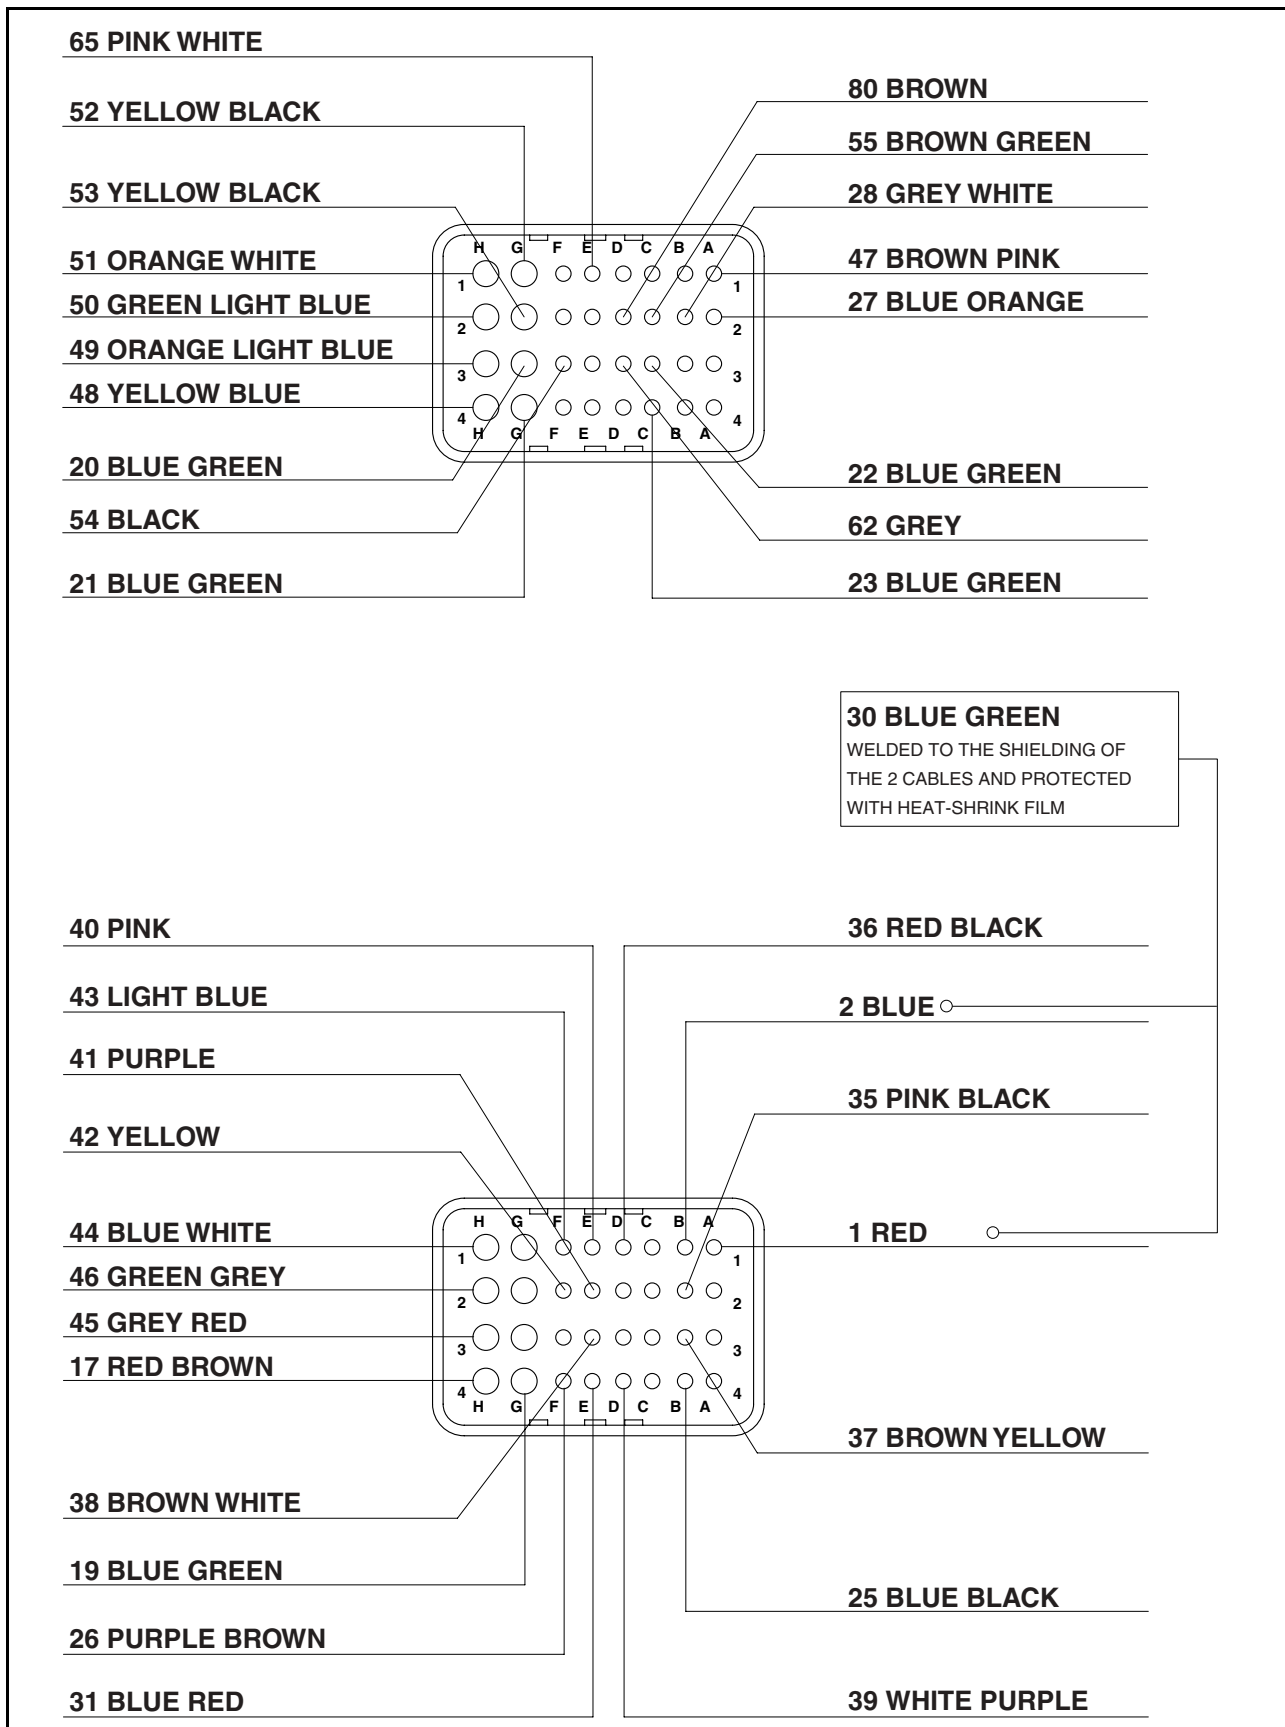 65 PINK WHITE
80 BROWN
52 YELLOW BLACK
55 BROWN GREEN
53 YELLOW BLACK
28 GREY WHITE
H G F E D C B A
51 ORANGE WHITE
47 BROWN PINK
1 1
50 GREEN LIGHT BLUE
27 BLUE ORANGE
2 2
49 ORANGE LIGHT BLUE
3 3
48 YELLOW BLUE
4 4
H G F E D C B A
20 BLUE GREEN
22 BLUE GREEN
54 BLACK
62 GREY
21 BLUE GREEN
23 BLUE GREEN
30 BLUE GREEN
WELDED TO THE SHIELDING OF
THE 2 CABLES AND PROTECTED
WITH HEAT-SHRINK FILM
40 PINK
36 RED BLACK
43 LIGHT BLUE
2 BLUE
41 PURPLE
35 PINK BLACK
42 YELLOW
H G F E D C B A
44 BLUE WHITE
1 RED
1 1
46 GREEN GREY
2 2
45 GREY RED
3 3
17 RED BROWN
4 4
H G F E D C B A
37 BROWN YELLOW
38 BROWN WHITE
19 BLUE GREEN
25 BLUE BLACK
26 PURPLE BROWN
31 BLUE RED
39 WHITE PURPLE